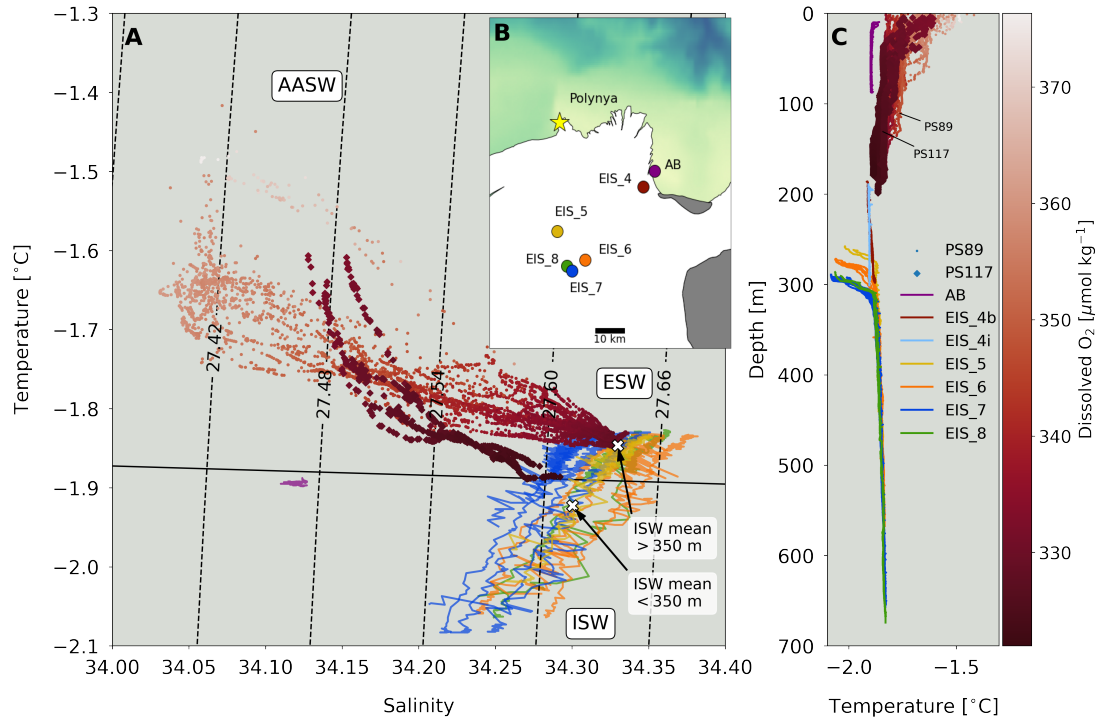 A
B
C
AASW
Polynya
AB
EIS_4
EIS_5
EIS_6
EIS_8
EIS_7
10 km
ESW
27.42
27.48
27.54
27.60
27.66
ISW mean
> 350 m
ISW mean
< 350 m
ISW
−1.3
−1.4
−1.5
−1.6
−1.7
−1.8
−1.9
−2.0
−2.1
Temperature [°C]
34.00
34.05
34.10
34.15
34.20
34.25
34.30
34.35
34.40
Salinity
0
100
200
300
400
500
600
700
Depth [m]
PS89
PS117
PS89
PS117
AB
EIS_4b
EIS_4i
EIS_5
EIS_6
EIS_7
EIS_8
−2.0
−1.5
Temperature [°C]
370
360
350
340
330
Dissolved O₂ [μmol kg⁻¹]